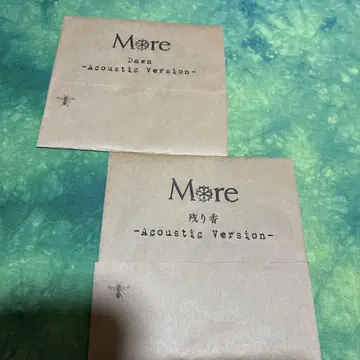 More
Dawn
-Acoustic Version-
More
残り香
-Acoustic Version-